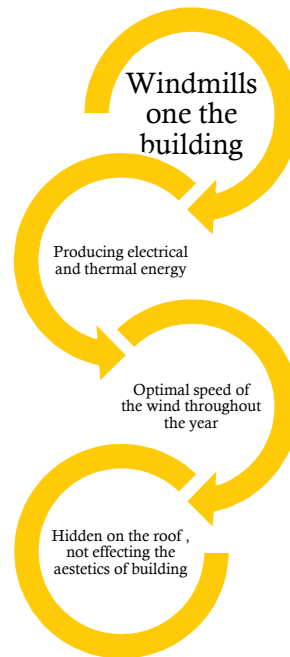 Windmills
one the
building
Producing electrical
and thermal energy
Optimal speed of
the wind throughout
the year
Hidden on the roof ,
not effecting the
aestetics of building